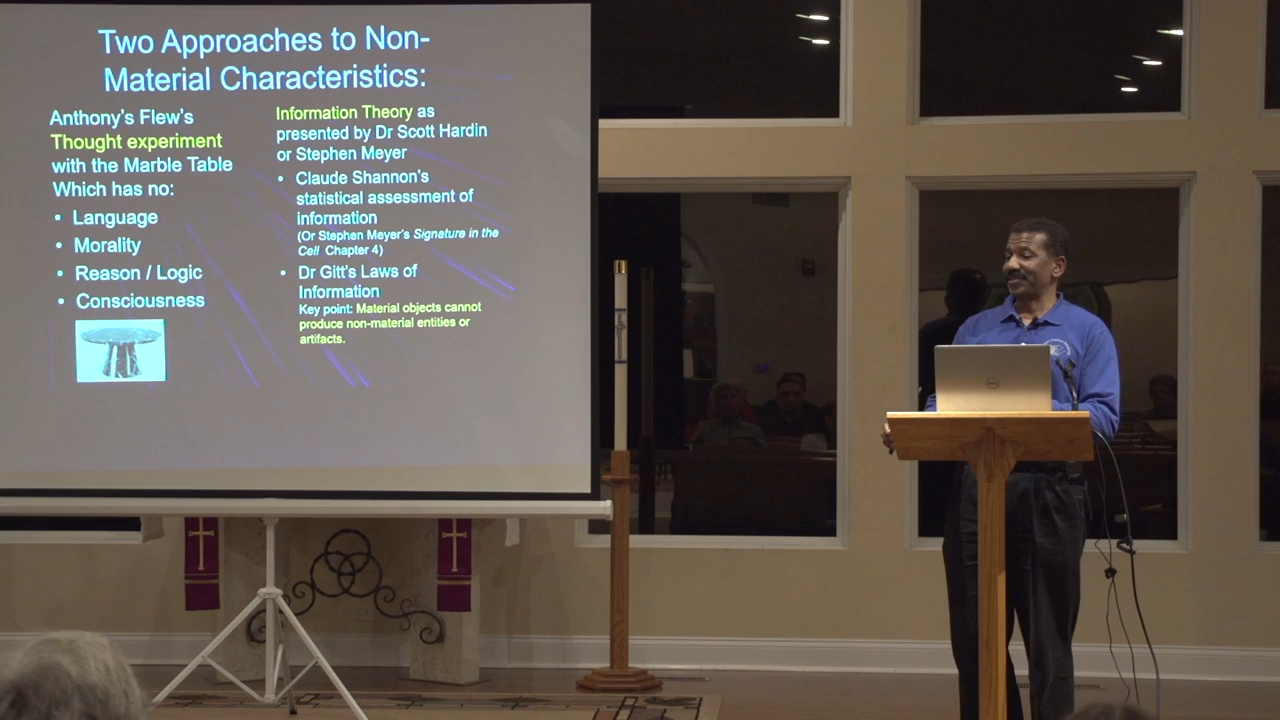 Two Approaches to Non-
Material Characteristics:
Anthony's Flew's
Thought experiment
with the Marble Table
Which has no:
• Language
• Morality
• Reason / Logic
• Consciousness
Information Theory as
presented by Dr Scott Hardin
or Stephen Meyer
• Claude Shannon's
statistical assessment of
information
(Or Stephen Meyer's Signature in the
Cell Chapter 4)
• Dr Gitt's Laws of
Information
Key point: Material objects cannot
produce non-material entities or
artifacts.
DELL